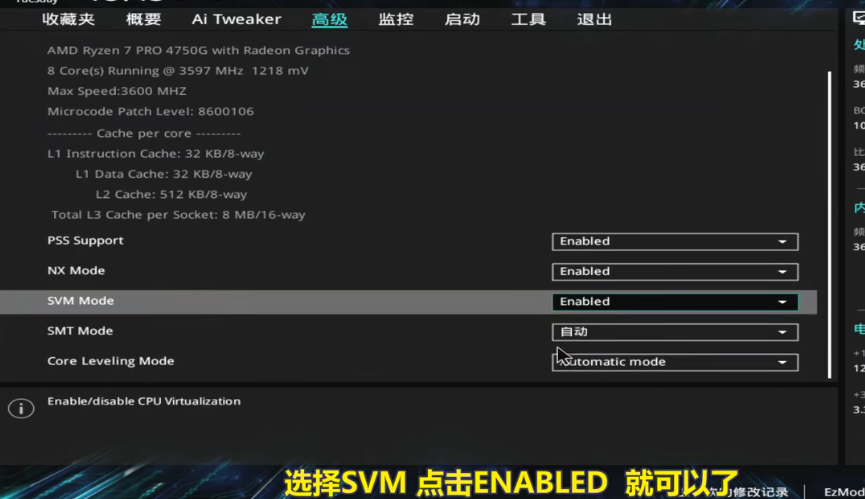 Tuesday
收藏夹 概要 Ai Tweaker 高级 监控 启动 工具 退出
AMD Ryzen 7 PRO 4750G with Radeon Graphics
8 Core(s) Running @ 3597 MHz 1218 mV
Max Speed:3600 MHZ
Microcode Patch Level: 8600106
--------- Cache per core ---------
L1 Instruction Cache: 32 KB/8-way
L1 Data Cache: 32 KB/8-way
L2 Cache: 512 KB/8-way
Total L3 Cache per Socket: 8 MB/16-way
PSS Support Enabled
NX Mode Enabled
SVM Mode Enabled
SMT Mode 自动
Core Leveling Mode Automatic mode
Enable/disable CPU Virtualization
选择SVM 点击ENABLED 就可以了
修改记录 | EzMod